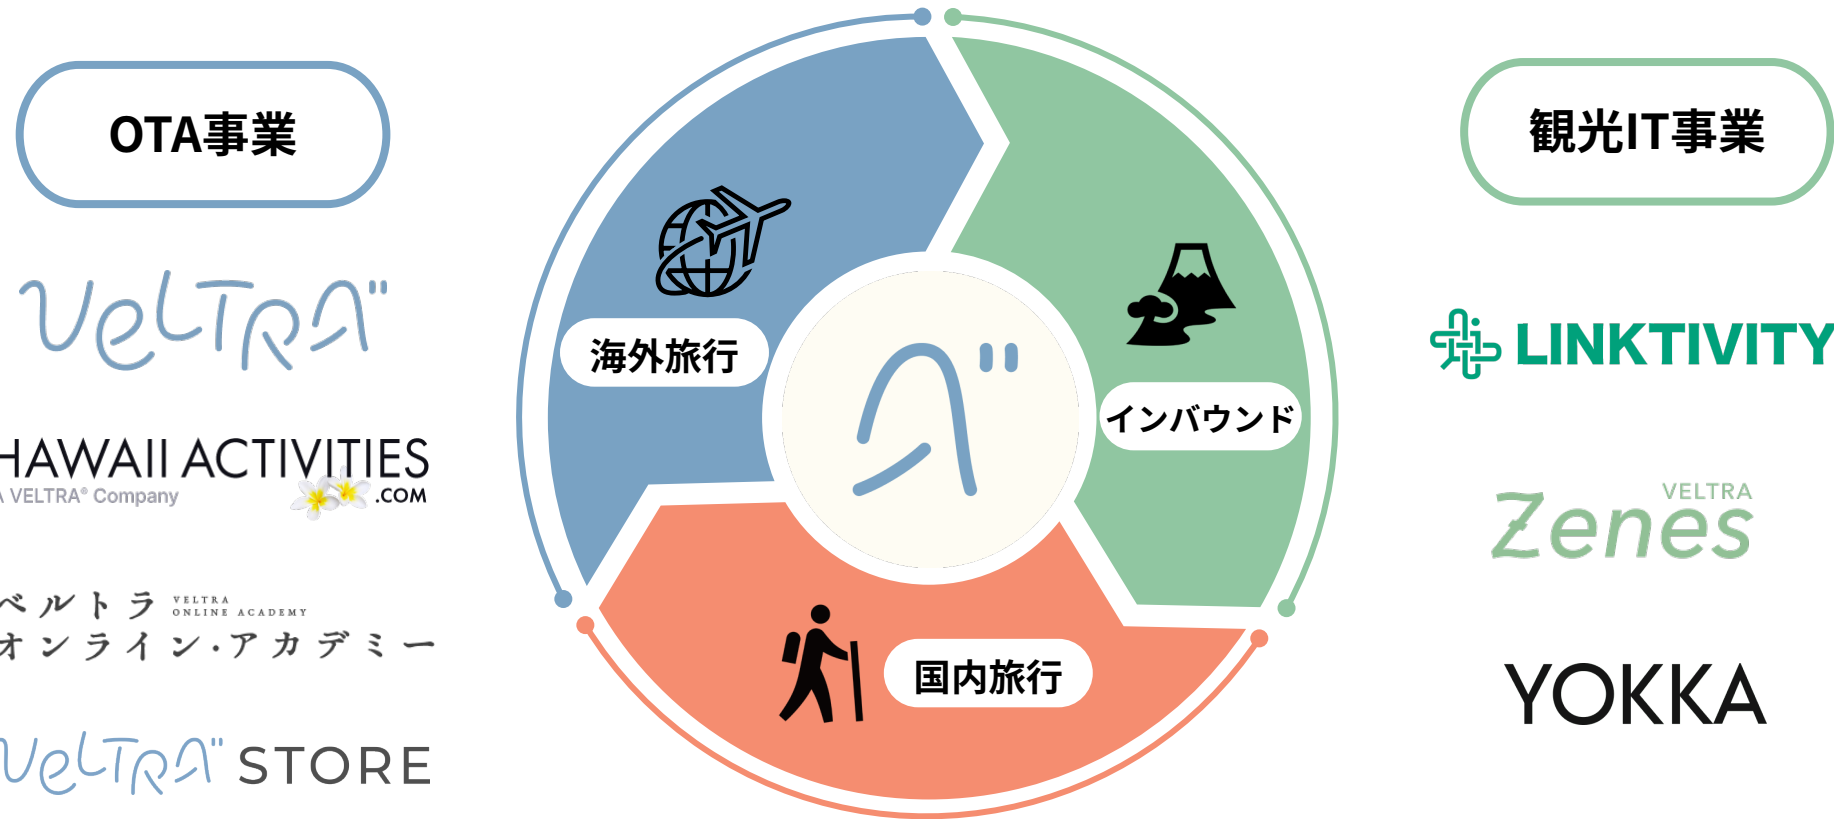 OTA事業
VELTRA
HAWAII ACTIVITIES
A VELTRA® Company
.COM
ベルトラ
VELTRA
ONLINE ACADEMY
オンライン・アカデミー
VELTRA STORE
海外旅行
インバウンド
国内旅行
観光IT事業
LINKTIVITY
VELTRA
Zenes
YOKKA